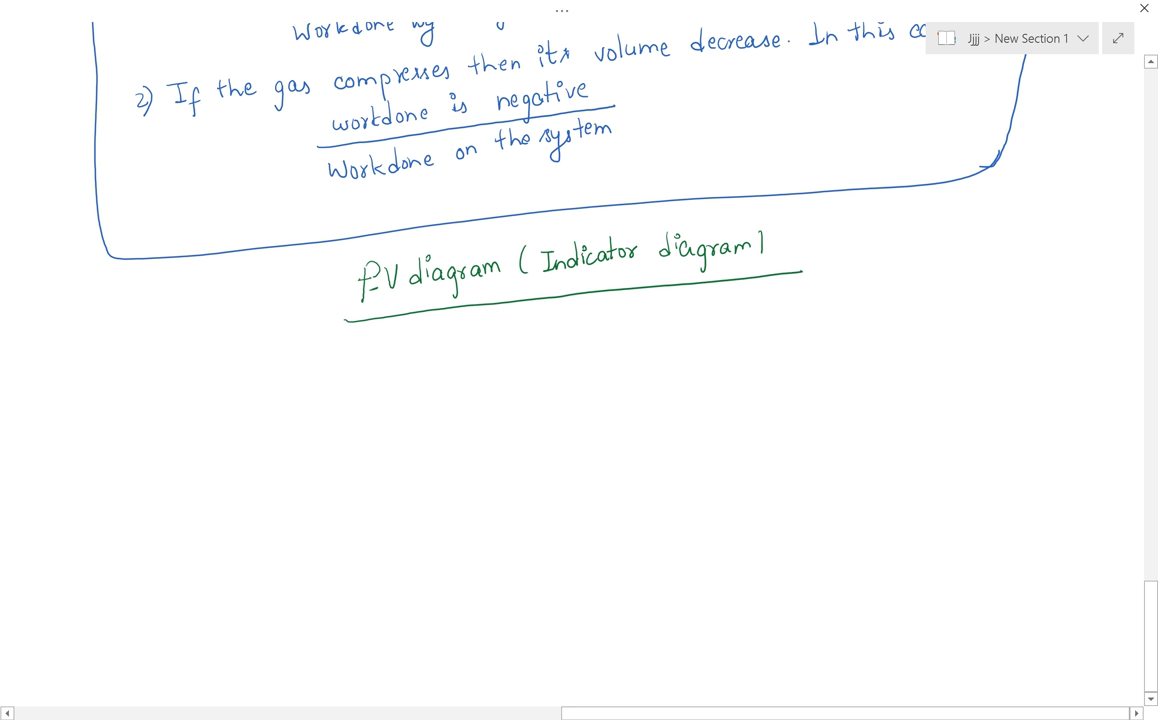 Jjjj > New Section 1
Workdone by
2) If the gas compresses then its volume decrease. In this
workdone is negative
Workdone on the system
P-V diagram (Indicator diagram)